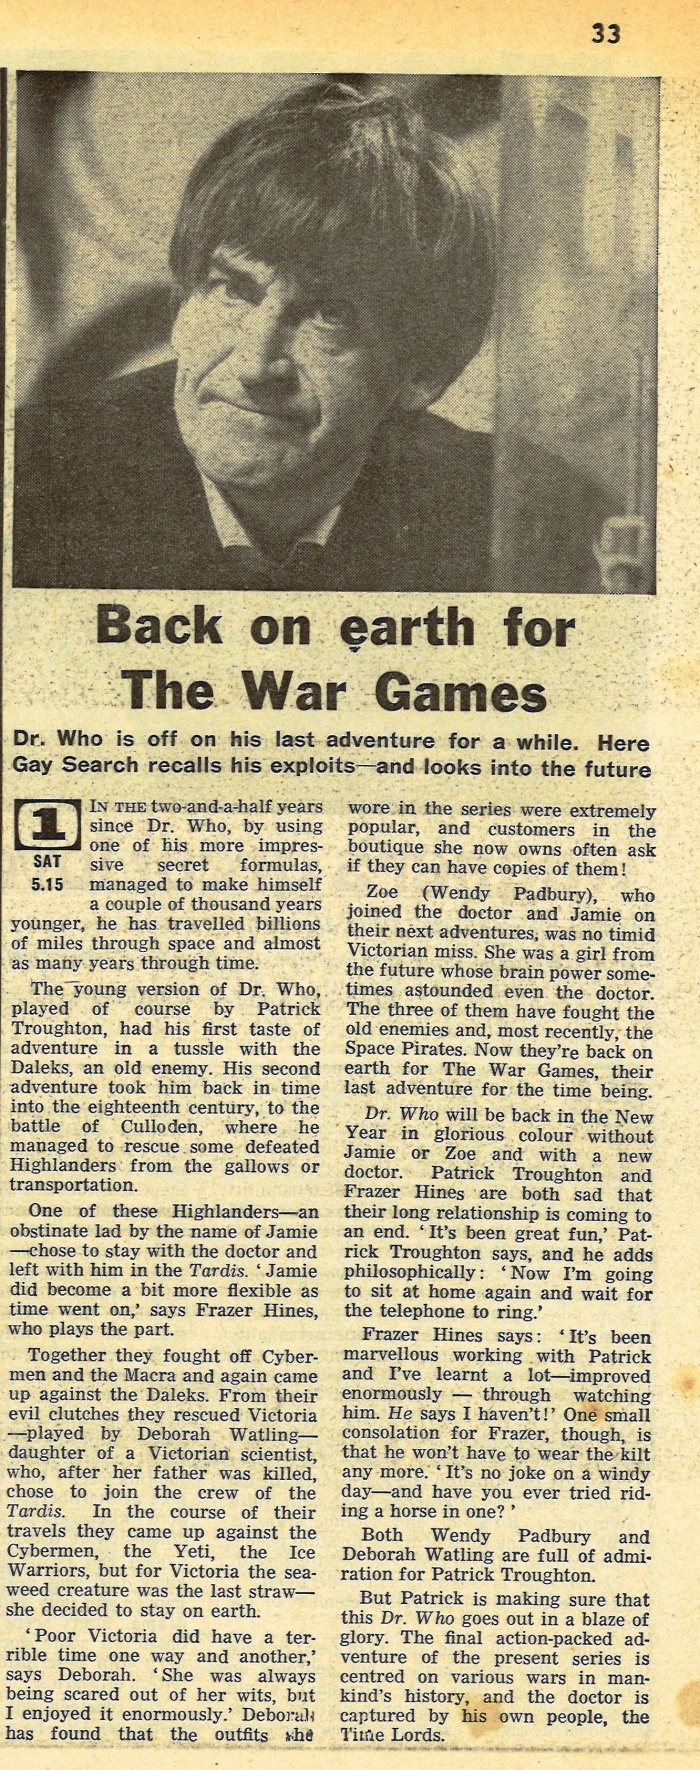 33
Back on earth for
The War Games
Dr. Who is off on his last adventure for a while. Here
Gay Search recalls his exploits—and looks into the future
1
SAT
5.15
IN THE two-and-a-half years
since Dr. Who, by using
one of his more impres-
sive secret formulas,
managed to make himself
a couple of thousand years
younger, he has travelled billions
of miles through space and almost
as many years through time.
The young version of Dr. Who,
played of course by Patrick
Troughton, had his first taste of
adventure in a tussle with the
Daleks, an old enemy. His second
adventure took him back in time
into the eighteenth century, to the
battle of Culloden, where he
managed to rescue some defeated
Highlanders from the gallows or
transportation.
One of these Highlanders—an
obstinate lad by the name of Jamie
—chose to stay with the doctor and
left with him in the Tardis. ‘Jamie
did become a bit more flexible as
time went on,’ says Frazer Hines,
who plays the part.
Together they fought off Cyber-
men and the Macra and again came
up against the Daleks. From their
evil clutches they rescued Victoria
—played by Deborah Watling—
daughter of a Victorian scientist,
who, after her father was killed,
chose to join the crew of the
Tardis. In the course of their
travels they came up against the
Cybermen, the Yeti, the Ice
Warriors, but for Victoria the sea-
weed creature was the last straw—
she decided to stay on earth.
‘Poor Victoria did have a ter-
rible time one way and another,’
says Deborah. ‘She was always
being scared out of her wits, but
I enjoyed it enormously.’ Deborah
has found that the outfits she
wore in the series were extremely
popular, and customers in the
boutique she now owns often ask
if they can have copies of them!
Zoe (Wendy Padbury), who
joined the doctor and Jamie on
their next adventures, was no timid
Victorian miss. She was a girl from
the future whose brain power some-
times astounded even the doctor.
The three of them have fought the
old enemies and, most recently, the
Space Pirates. Now they're back on
earth for The War Games, their
last adventure for the time being.
Dr. Who will be back in the New
Year in glorious colour without
Jamie or Zoe and with a new
doctor. Patrick Troughton and
Frazer Hines are both sad that
their long relationship is coming to
an end. ‘It's been great fun,’ Pat-
rick Troughton says, and he adds
philosophically: ‘Now I'm going
to sit at home again and wait for
the telephone to ring.’
Frazer Hines says: ‘It's been
marvellous working with Patrick
and I've learnt a lot—improved
enormously — through watching
him. He says I haven't!’ One small
consolation for Frazer, though, is
that he won't have to wear the kilt
any more. ‘It's no joke on a windy
day—and have you ever tried rid-
ing a horse in one?’
Both Wendy Padbury and
Deborah Watling are full of admi-
ration for Patrick Troughton.
But Patrick is making sure that
this Dr. Who goes out in a blaze of
glory. The final action-packed ad-
venture of the present series is
centred on various wars in man-
kind's history, and the doctor is
captured by his own people, the
Time Lords.